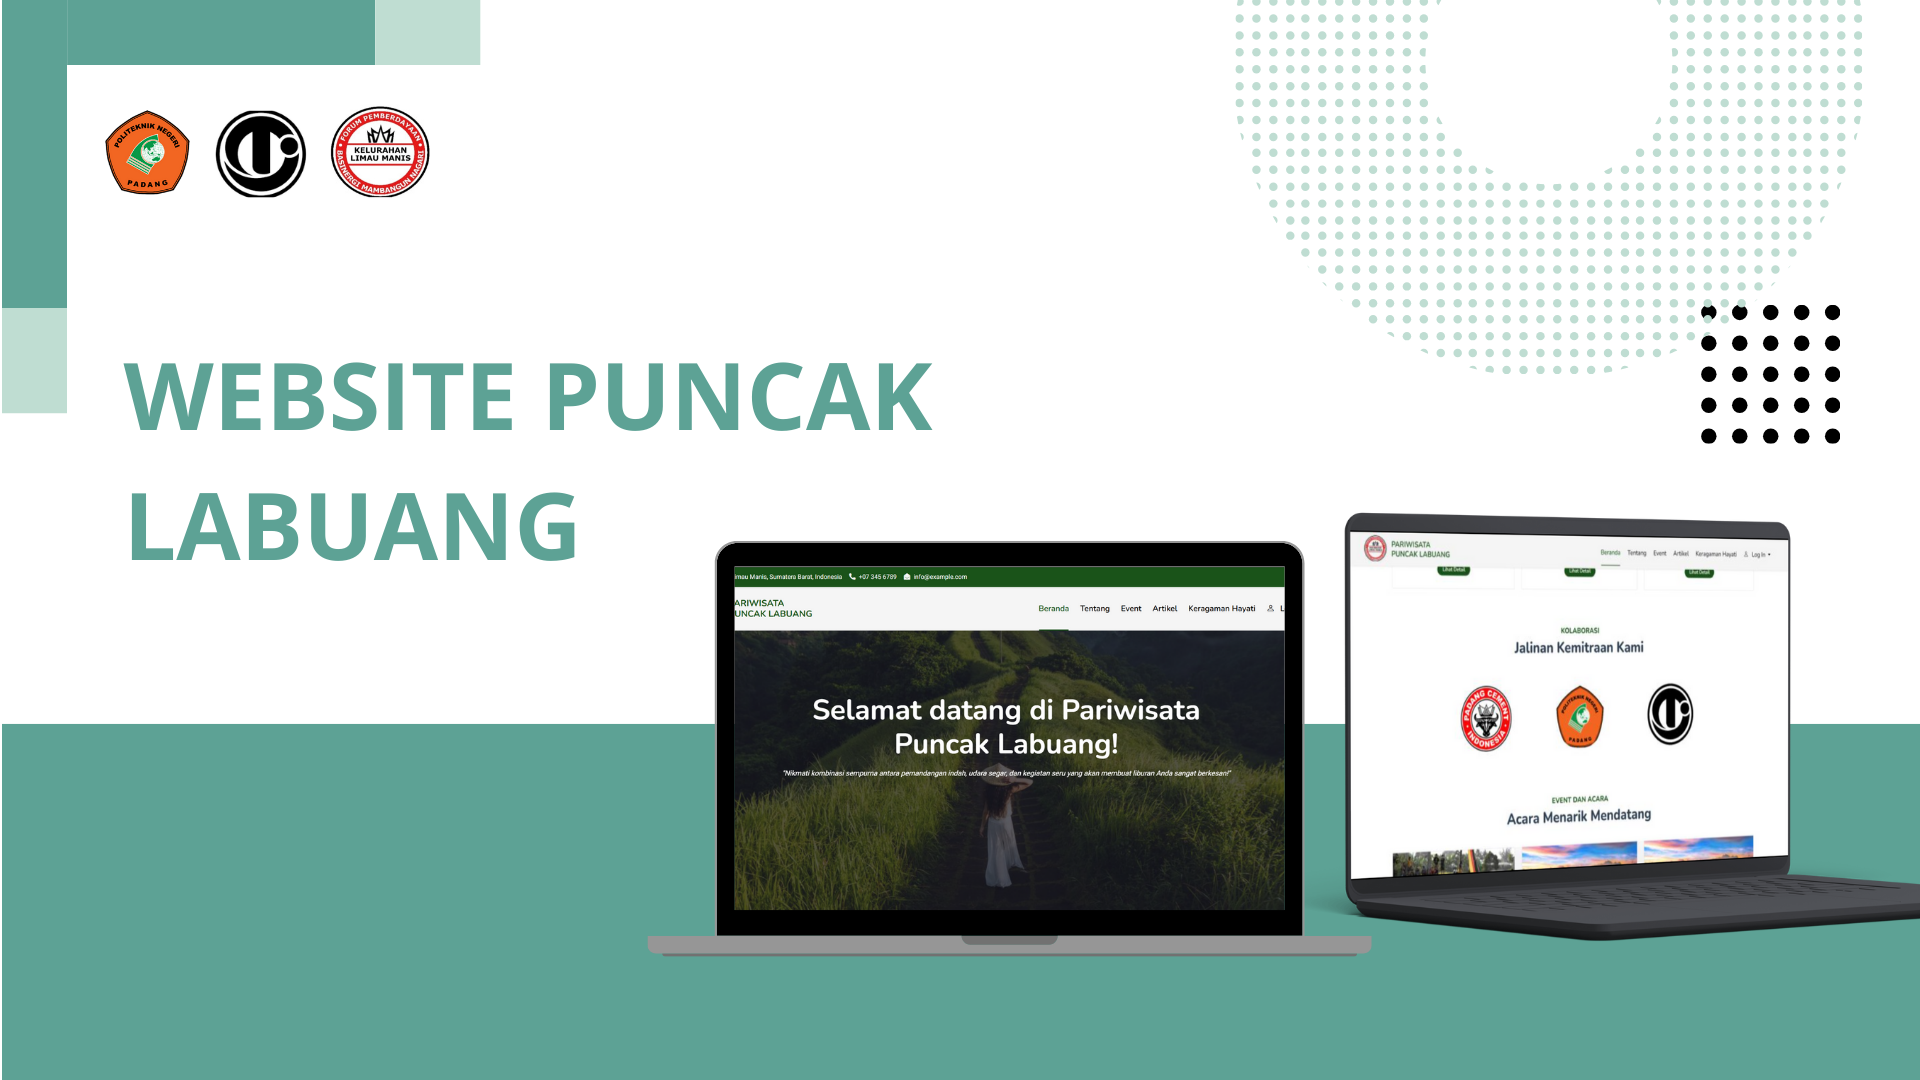 POLITEKNIK NEGERI
PADANG
FORUM PEMBERDAYAAN
KELURAHAN
LIMAU MANIS
BASINERGI MAMBANGUN NAGARI
WEBSITE PUNCAK
LABUANG
imau Manis, Sumatera Barat, Indonesia +07 345 6789 info@example.com
ARIWISATA
UNCAK LABUANG
Beranda Tentang Event Artikel Keragaman Hayati L
Selamat datang di Pariwisata
Puncak Labuang!
"Nikmati kombinasi sempurna antara pemandangan indah, udara segar, dan kegiatan seru yang akan membuat liburan Anda sangat berkesan!"
PARIWISATA
PUNCAK LABUANG
Beranda Tentang Event Artikel Keragaman Hayati Log In
Lihat Detail Lihat Detail Lihat Detail
KOLABORASI
Jalinan Kemitraan Kami
PADANG CEMENT
INDONESIA
POLITEKNIK NEGERI
PADANG
EVENT DAN ACARA
Acara Menarik Mendatang